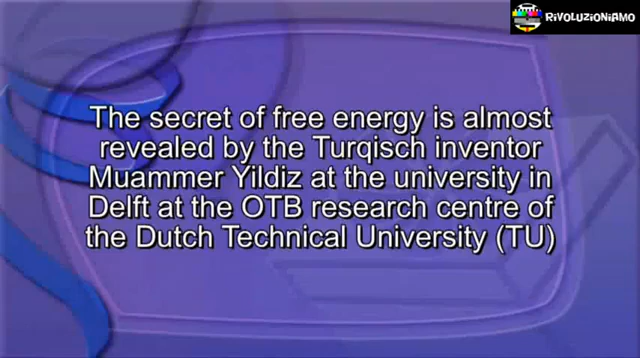 RiVOLUZiONiAMO
The secret of free energy is almost
revealed by the Turqisch inventor
Muammer Yildiz at the university in
Delft at the OTB research centre of
the Dutch Technical University (TU)